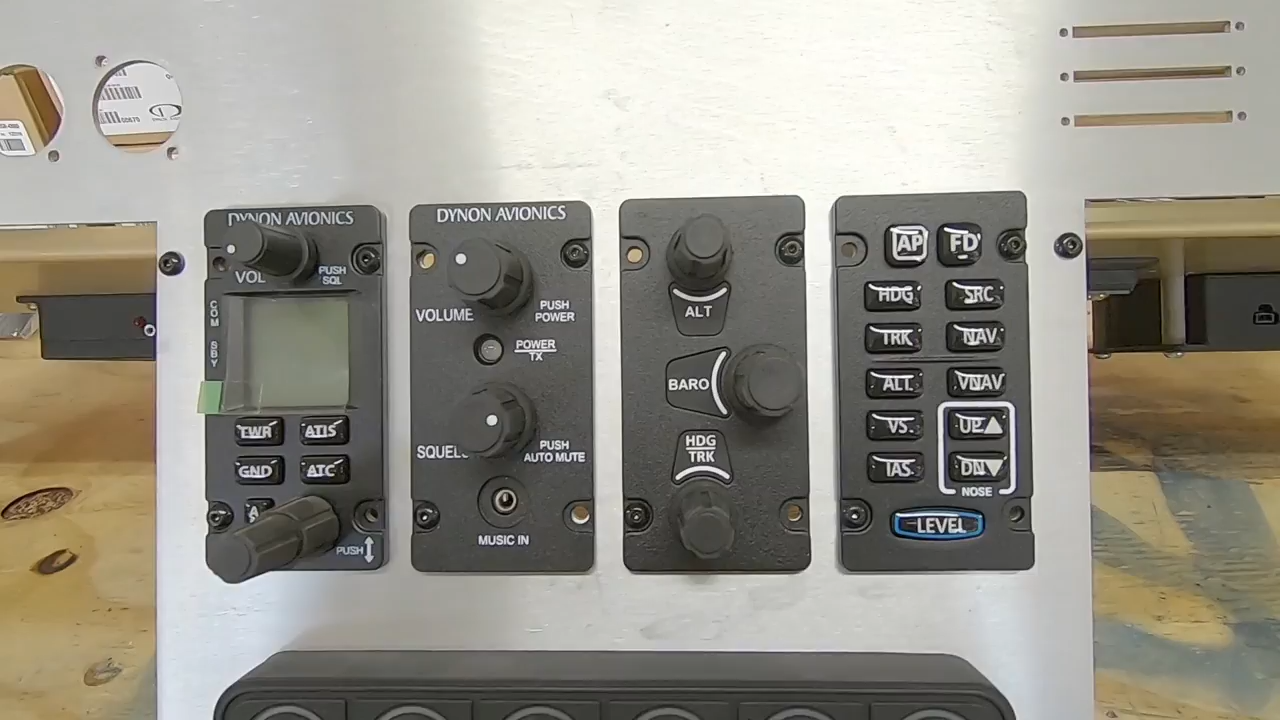 DYNON AVIONICS
VOL
PUSH
SQL
COM
SBY
TWR
ATIS
GND
ATC
PUSH
DYNON AVIONICS
VOLUME
PUSH
POWER
POWER
TX
PUSH
AUTO MUTE
MUSIC IN
ALT
BARO
HDG
TRK
AP
FD
HDG
SRC
TRK
NAV
ALT
VNAV
VS
UP▲
IAS
DN▼
NOSE
LEVEL